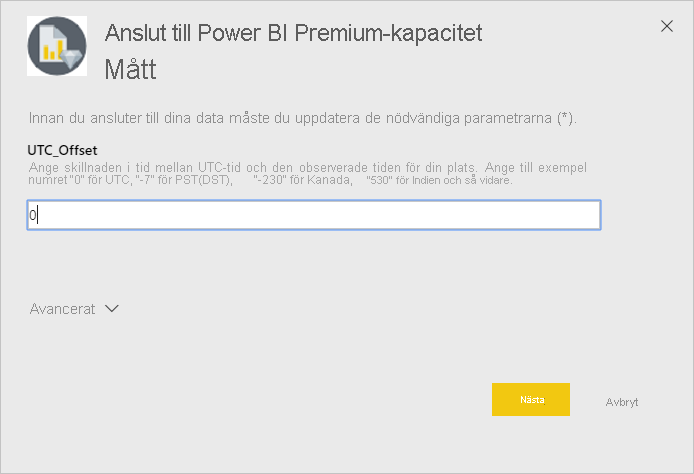 Anslut till Power BI Premium-kapacitet
Mått
Innan du ansluter till dina data måste du uppdatera de nödvändiga parametrarna (*).
UTC_Offset
Ange skillnaden i tid mellan UTC-tid och den observerade tiden för din plats. Ange till exempel
numret "0" för UTC, "-7" för PST(DST), "-230" för Kanada, "530" för Indien och så vidare.
0
Avancerat
Nästa
Avbryt